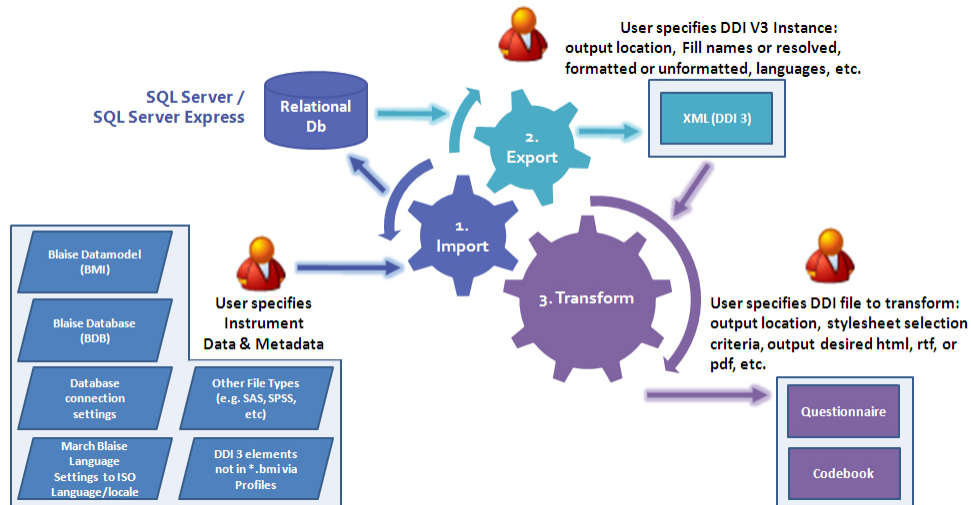 User specifies DDI V3 Instance:
output location, Fill names or resolved,
formatted or unformatted, languages, etc.
SQL Server /
SQL Server Express
Relational
Db
2.
Export
XML (DDI 3)
1.
Import
3. Transform
Blaise Datamodel
(BMI)
Blaise Database
(BDB)
Database
connection
settings
March Blaise
Language
Settings to ISO
Language/locale
Other File Types
(e.g. SAS, SPSS,
etc)
DDI 3 elements
not in *.bmi via
Profiles
User specifies
Instrument
Data & Metadata
User specifies DDI file to transform:
output location, stylesheet selection
criteria, output desired html, rtf, or
pdf, etc.
Questionnaire
Codebook